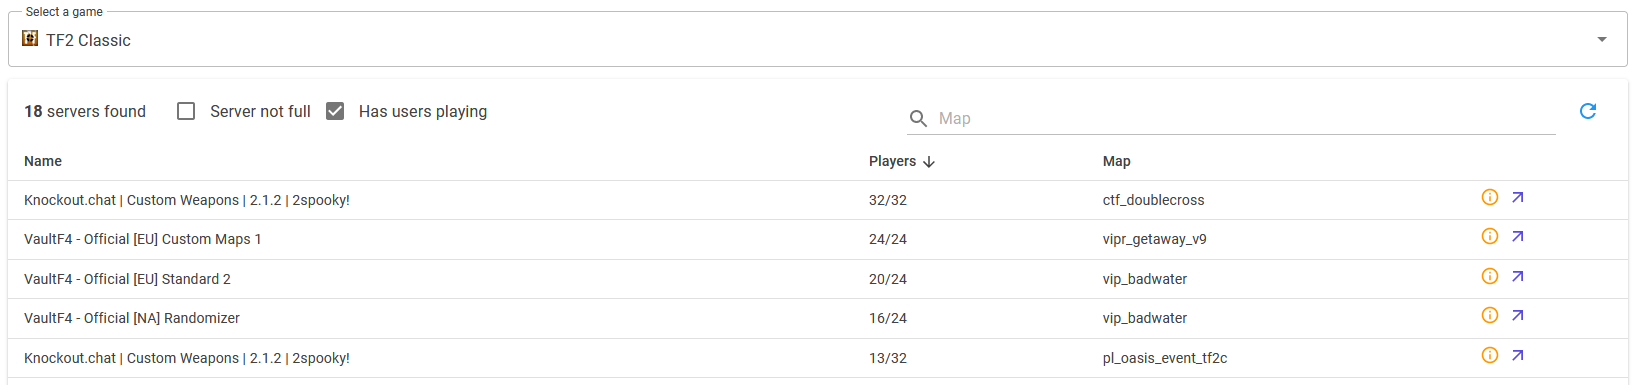 Select a game
TF2 Classic
18 servers found Server not full Has users playing Map
Name Players Map
Knockout.chat | Custom Weapons | 2.1.2 | 2spooky! 32/32 ctf_doublecross
VaultF4 - Official [EU] Custom Maps 1 24/24 vipr_getaway_v9
VaultF4 - Official [EU] Standard 2 20/24 vip_badwater
VaultF4 - Official [NA] Randomizer 16/24 vip_badwater
Knockout.chat | Custom Weapons | 2.1.2 | 2spooky! 13/32 pl_oasis_event_tf2c